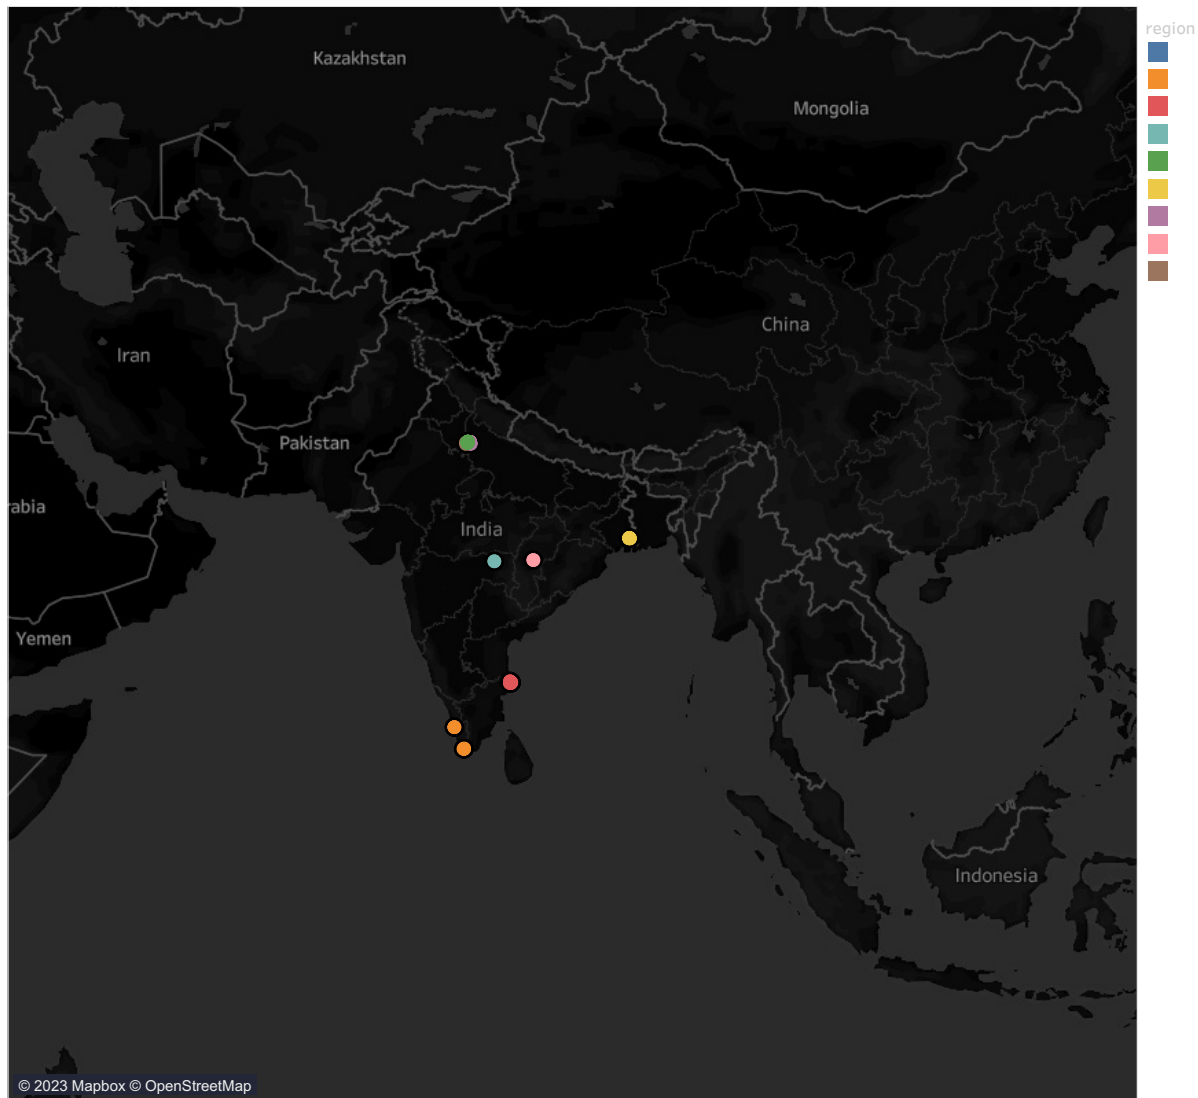 region
Kazakhstan
Mongolia
China
Iran
Pakistan
rabia
India
Yemen
Indonesia
© 2023 Mapbox © OpenStreetMap